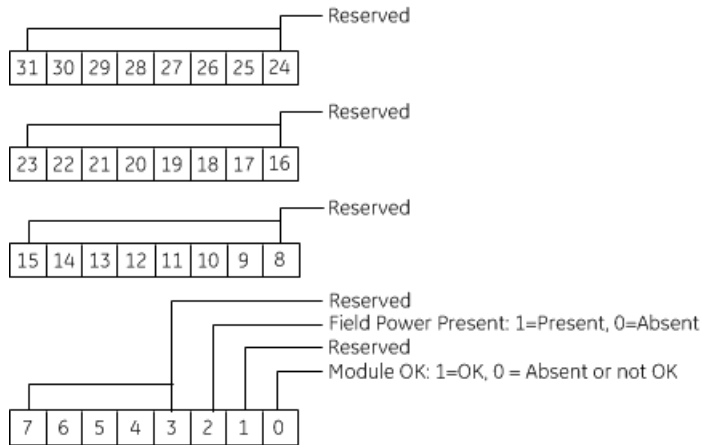 Reserved
31 30 29 28 27 26 25 24
Reserved
23 22 21 20 19 18 17 16
Reserved
15 14 13 12 11 10 9 8
Reserved
Field Power Present: 1=Present, 0=Absent
Reserved
Module OK: 1=OK, 0 = Absent or not OK
7 6 5 4 3 2 1 0